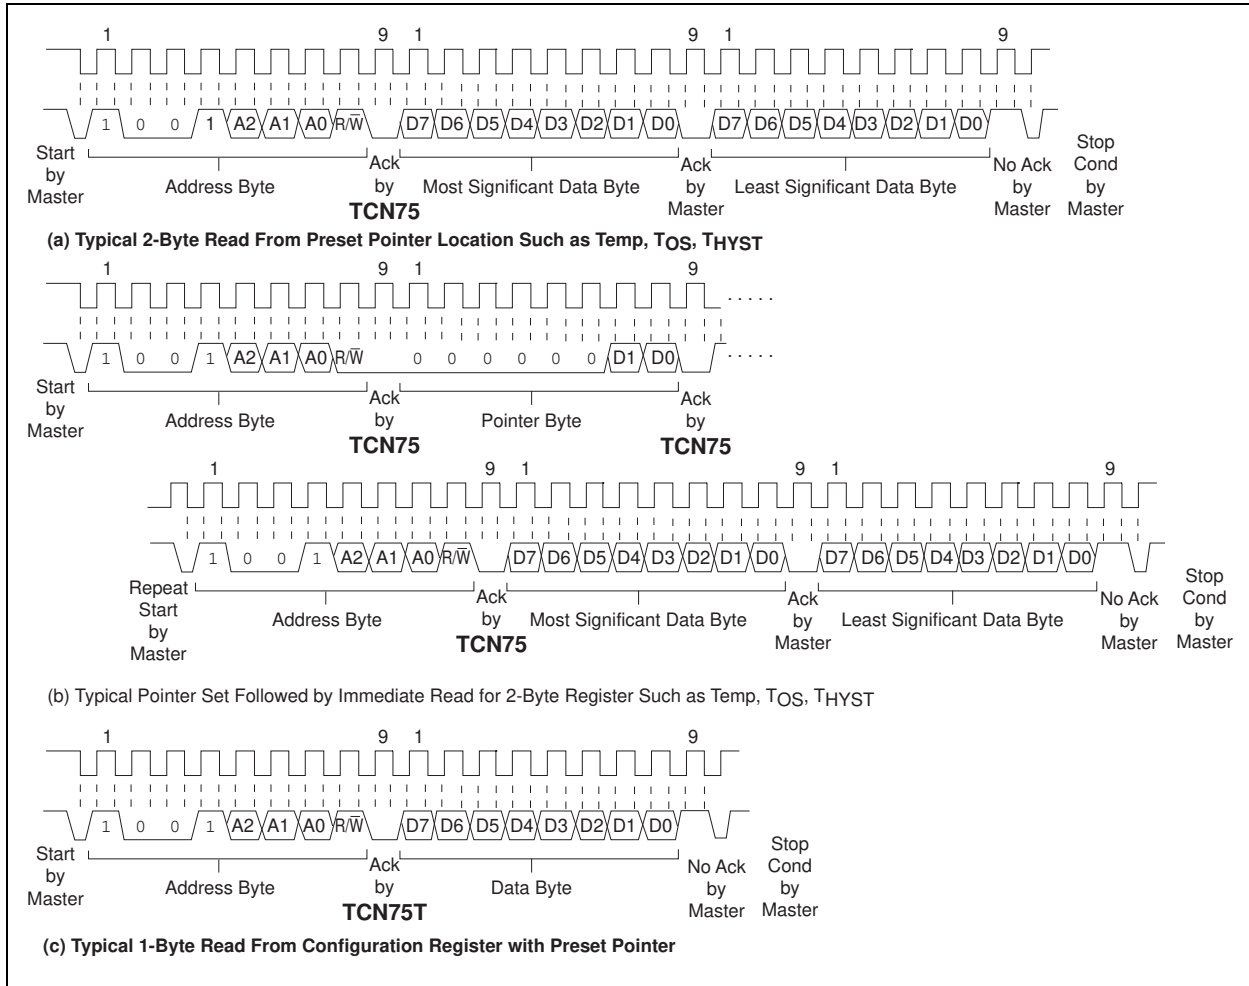 1 9 1 9 1 9
1 0 0 1 A2 A1 A0 R/W̅ D7 D6 D5 D4 D3 D2 D1 D0 D7 D6 D5 D4 D3 D2 D1 D0
Start
by
Master
Address Byte
Ack
by
TCN75
Most Significant Data Byte
Ack
by
Master
Least Significant Data Byte
No Ack
by
Master
Stop
Cond
by
Master
(a) Typical 2-Byte Read From Preset Pointer Location Such as Temp, TOS, THYST
1 9 1 9
. . . . .
1 0 0 1 A2 A1 A0 R/W̅ 0 0 0 0 0 0 D1 D0
. . . . .
Start
by
Master
Address Byte
Ack
by
TCN75
Pointer Byte
Ack
by
TCN75
1 9 1 9 1 9
1 0 0 1 A2 A1 A0 R/W̅ D7 D6 D5 D4 D3 D2 D1 D0 D7 D6 D5 D4 D3 D2 D1 D0
Repeat
Start
by
Master
Address Byte
Ack
by
TCN75
Most Significant Data Byte
Ack
by
Master
Least Significant Data Byte
No Ack
by
Master
Stop
Cond
by
Master
(b) Typical Pointer Set Followed by Immediate Read for 2-Byte Register Such as Temp, TOS, THYST
1 9 1 9
1 0 0 1 A2 A1 A0 R/W̅ D7 D6 D5 D4 D3 D2 D1 D0
Start
by
Master
Address Byte
Ack
by
TCN75T
Data Byte
No Ack
by
Master
Stop
Cond
by
Master
(c) Typical 1-Byte Read From Configuration Register with Preset Pointer